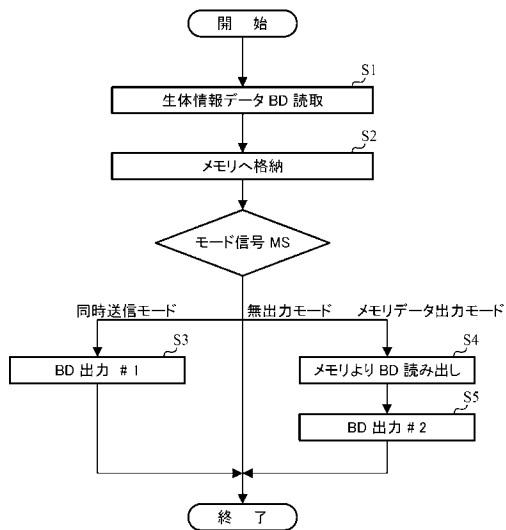 開 始
S1
生体情報データ BD 読取
S2
メモリへ格納
モード信号 MS
同時送信モード 無出力モード メモリデータ出力モード
S3 S4
BD 出力 #1 メモリより BD 読み出し
S5
BD 出力 #2
終 了